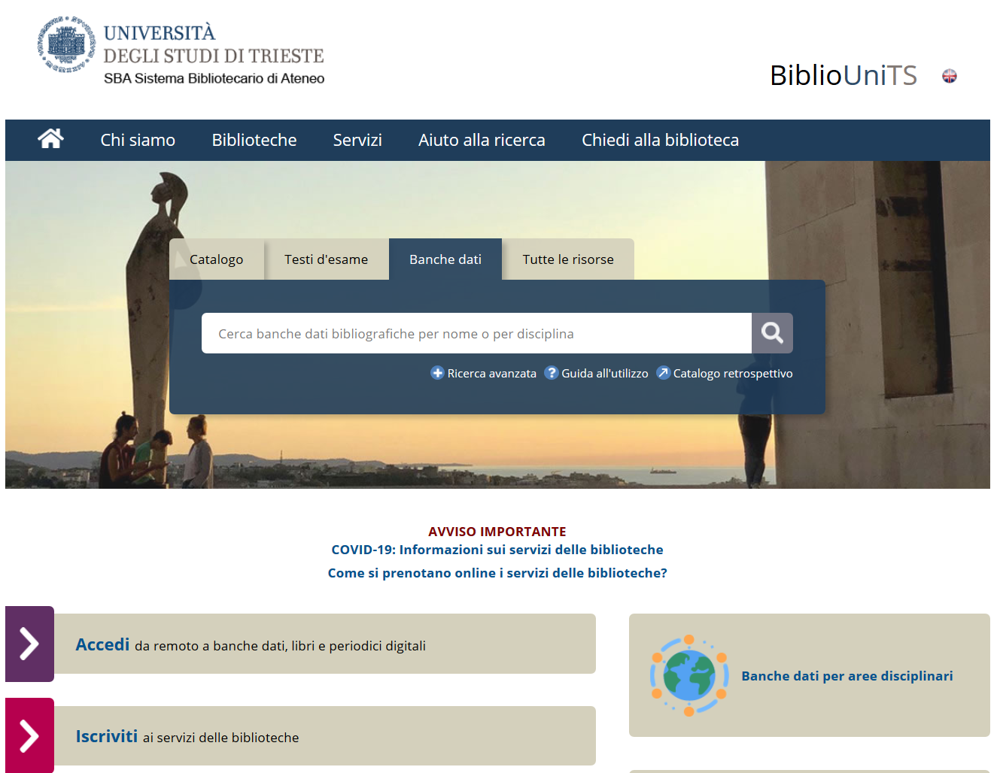 UNIVERSITÀ
DEGLI STUDI DI TRIESTE
SBA Sistema Bibliotecario di Ateneo
BiblioUniTS
Chi siamo Biblioteche Servizi Aiuto alla ricerca Chiedi alla biblioteca
Catalogo Testi d'esame Banche dati Tutte le risorse
Cerca banche dati bibliografiche per nome o per disciplina
Ricerca avanzata Guida all'utilizzo Catalogo retrospettivo
AVVISO IMPORTANTE
COVID-19: Informazioni sui servizi delle biblioteche
Come si prenotano online i servizi delle biblioteche?
Accedi da remoto a banche dati, libri e periodici digitali
Banche dati per aree disciplinari
Iscriviti ai servizi delle biblioteche